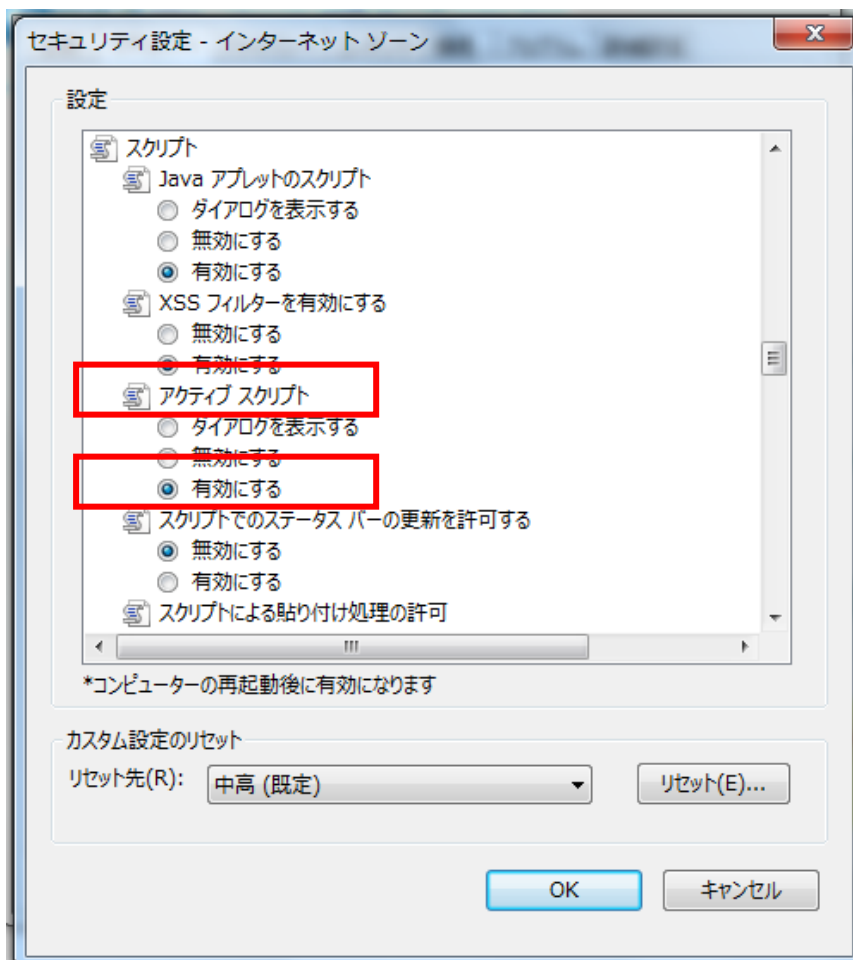 セキュリティ設定 - インターネット ゾーン
設定
スクリプト
Java アプレットのスクリプト
ダイアログを表示する
無効にする
有効にする
XSS フィルターを有効にする
無効にする
有効にする
アクティブ スクリプト
ダイアログを表示する
無効にする
有効にする
スクリプトでのステータス バーの更新を許可する
無効にする
有効にする
スクリプトによる貼り付け処理の許可
*コンピューターの再起動後に有効になります
カスタム設定のリセット
リセット先(R): 中高 (既定) リセット(E)...
OK キャンセル